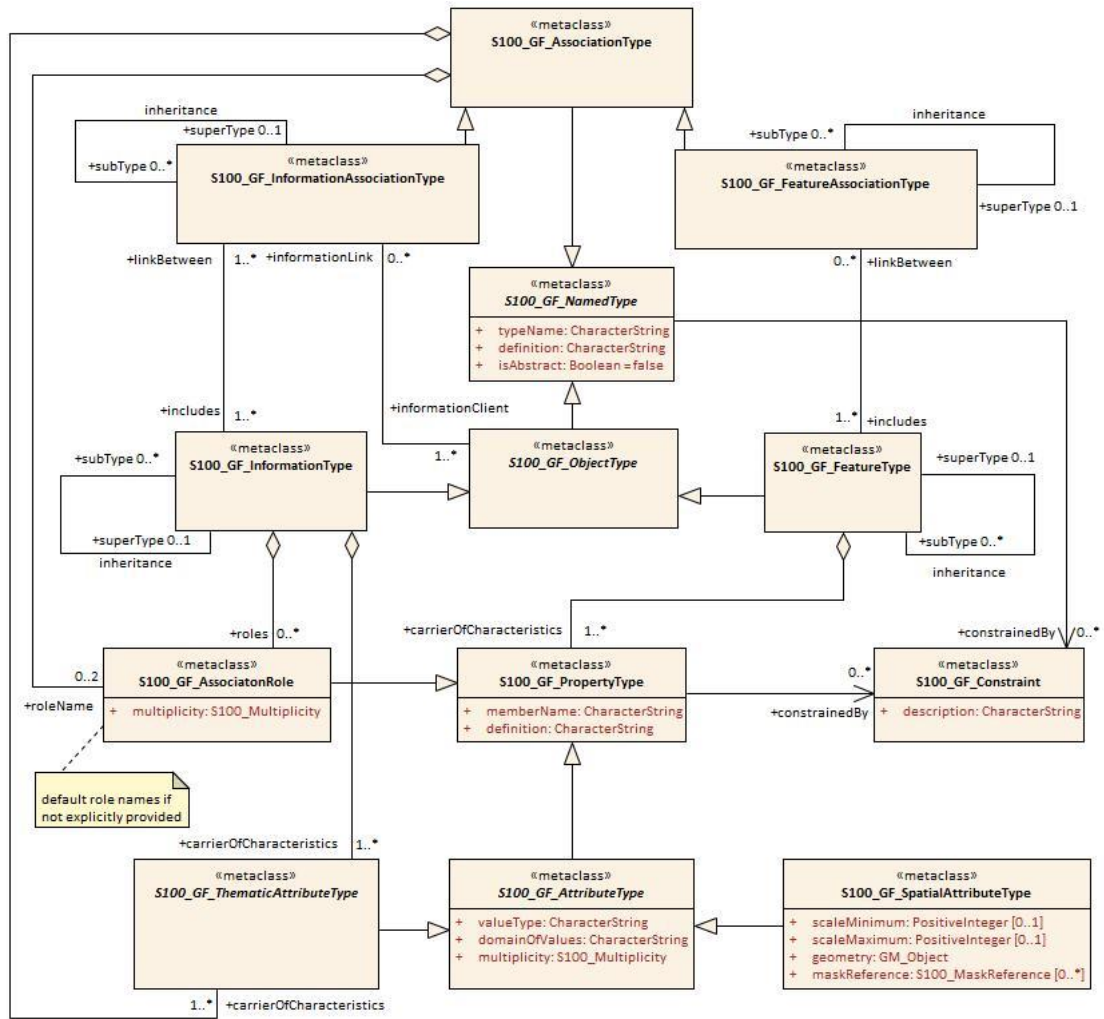 «metaclass»
S100_GF_AssociationType
inheritance
+superType 0..1
+subType 0..*
«metaclass»
S100_GF_InformationAssociationType
inheritance
+subType 0..*
+superType 0..1
«metaclass»
S100_GF_FeatureAssociationType
+linkBetween
1..*
+informationLink
0..*
0..*
+linkBetween
«metaclass»
S100_GF_NamedType
+ typeName: CharacterString
+ definition: CharacterString
+ isAbstract: Boolean = false
+includes
1..*
+informationClient
1..*
1..*
+includes
+subType 0..*
«metaclass»
S100_GF_InformationType
+superType 0..1
inheritance
«metaclass»
S100_GF_ObjectType
«metaclass»
S100_GF_FeatureType
+superType 0..1
+subType 0..*
inheritance
+roles
0..*
+carrierOfCharacteristics
1..*
+constrainedBy
0..*
0..2
+roleName
«metaclass»
S100_GF_AssociatonRole
+ multiplicity: S100_Multiplicity
«metaclass»
S100_GF_PropertyType
+ memberName: CharacterString
+ definition: CharacterString
0..*
+constrainedBy
«metaclass»
S100_GF_Constraint
+ description: CharacterString
default role names if
not explicitly provided
+carrierOfCharacteristics
1..*
«metaclass»
S100_GF_ThematicAttributeType
«metaclass»
S100_GF_AttributeType
+ valueType: CharacterString
+ domainOfValues: CharacterString
+ multiplicity: S100_Multiplicity
«metaclass»
S100_GF_SpatialAttributeType
+ scaleMinimum: PositiveInteger [0..1]
+ scaleMaximum: PositiveInteger [0..1]
+ geometry: GM_Object
+ maskReference: S100_MaskReference [0..*]
1..*
+carrierOfCharacteristics